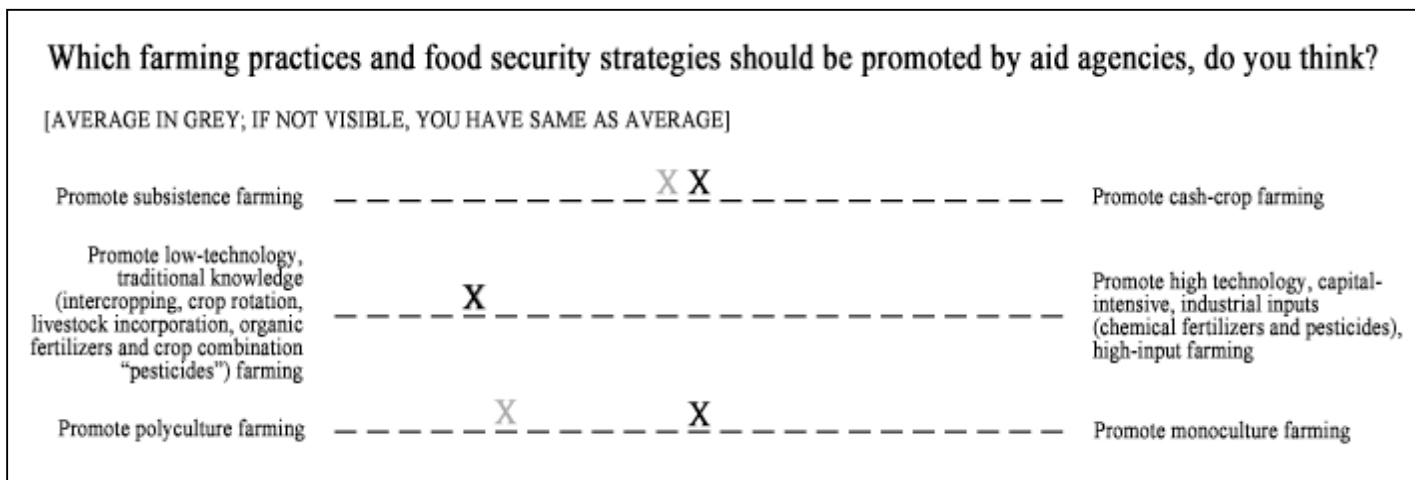 Which farming practices and food security strategies should be promoted by aid agencies, do you think?
[AVERAGE IN GREY; IF NOT VISIBLE, YOU HAVE SAME AS AVERAGE]
X X
Promote subsistence farming _ _ _ _ _ _ _ _ _ _ _ _ _ _ _ _ _ _ _ _ _ _ _ Promote cash-crop farming
Promote low-technology,
traditional knowledge
(intercropping, crop rotation,
livestock incorporation, organic
fertilizers and crop combination
“pesticides”) farming
X
_ _ _ _ _ _ _ _ _ _ _ _ _ _ _ _ _ _ _ _ _ _ _
Promote high technology, capital-
intensive, industrial inputs
(chemical fertilizers and pesticides),
high-input farming
X X
Promote polyculture farming _ _ _ _ _ _ _ _ _ _ _ _ _ _ _ _ _ _ _ _ _ _ _ Promote monoculture farming